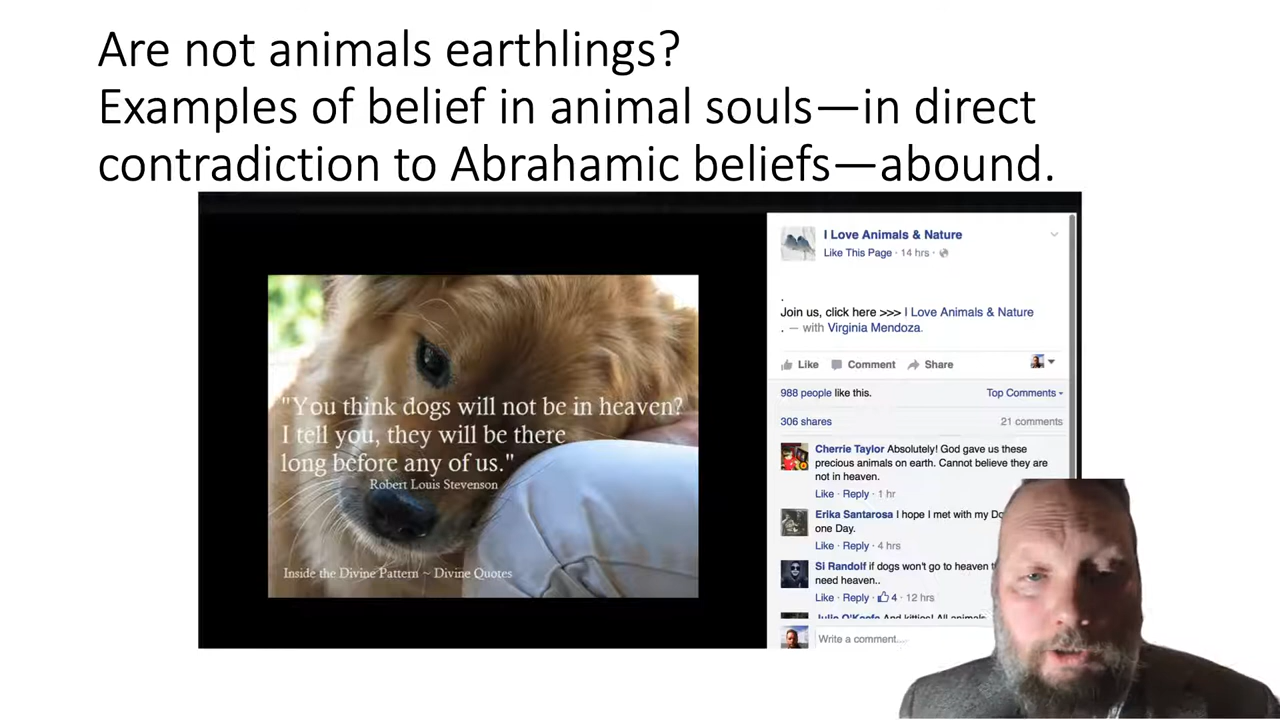 Are not animals earthlings?
Examples of belief in animal souls—in direct
contradiction to Abrahamic beliefs—abound.
"You think dogs will not be in heaven?
I tell you, they will be there
long before any of us."
Robert Louis Stevenson
Inside the Divine Pattern ~ Divine Quotes
I Love Animals & Nature
Like This Page · 14 hrs ·
.
Join us, click here >>> I Love Animals & Nature
. — with Virginia Mendoza.
Like Comment Share
988 people like this.
Top Comments
306 shares
21 comments
Cherrie Taylor Absolutely! God gave us these
precious animals on earth. Cannot believe they are
not in heaven.
Like · Reply · 1 hr
Erika Santarosa I hope I met with my
one Day.
Like · Reply · 4 hrs
Si Randolf if dogs won't go to heaven
need heaven..
Like · Reply · 4 · 12 hrs
And kitties! All animals
Write a comment...